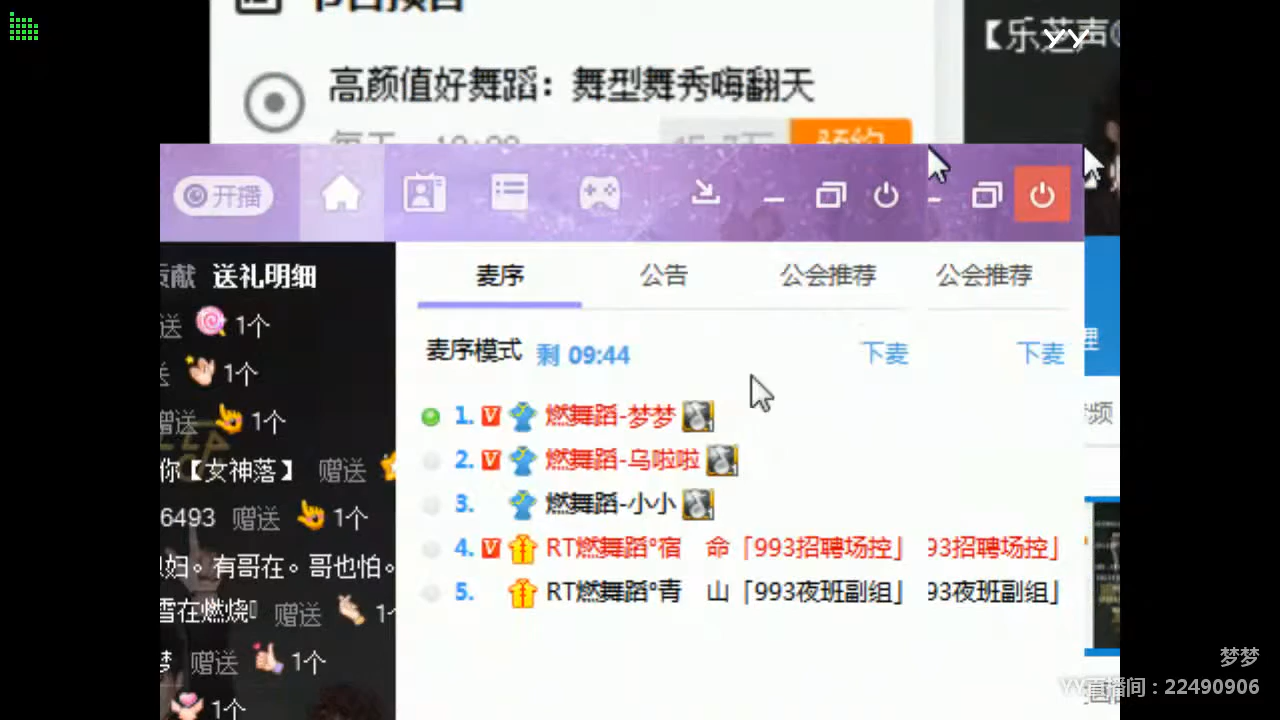 节目预告
【乐芝声
YY
高颜值好舞蹈：舞型舞秀嗨翻天
每天
预约
开播
贡献 送礼明细
送 1个
1个
赠送 1个
你【女神落】 赠送
6493 赠送 1个
妇。有哥在。哥也怕。
雪在燃烧 赠送 1个
梦 赠送 1个
1个
麦序 公告 公会推荐 公会推荐
麦序模式 剩 09:44 下麦 下麦
1. V 燃舞蹈-梦梦
2. V 燃舞蹈-乌啦啦
3. 燃舞蹈-小小
4. V RT燃舞蹈°宿 命「993招聘场控」 93招聘场控」
5. RT燃舞蹈°青 山「993夜班副组」 93夜班副组」
频
梦梦
YY直播间：22490906